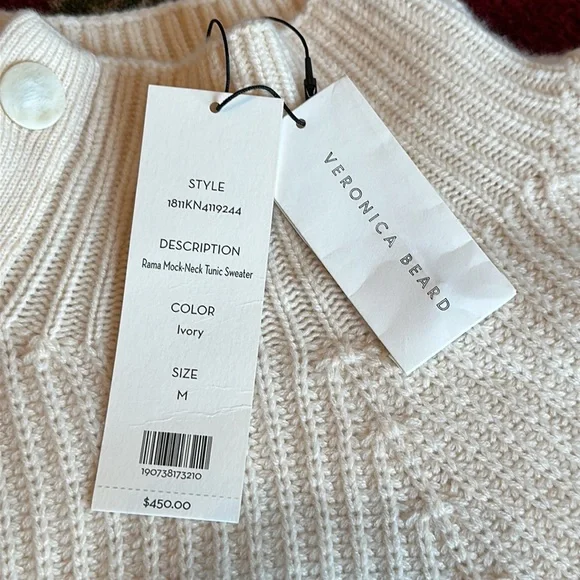 STYLE
1811KN4119244
DESCRIPTION
Rama Mock-Neck Tunic Sweater
COLOR
Ivory
SIZE
M
190738173210
$450.00
VERONICA BEARD